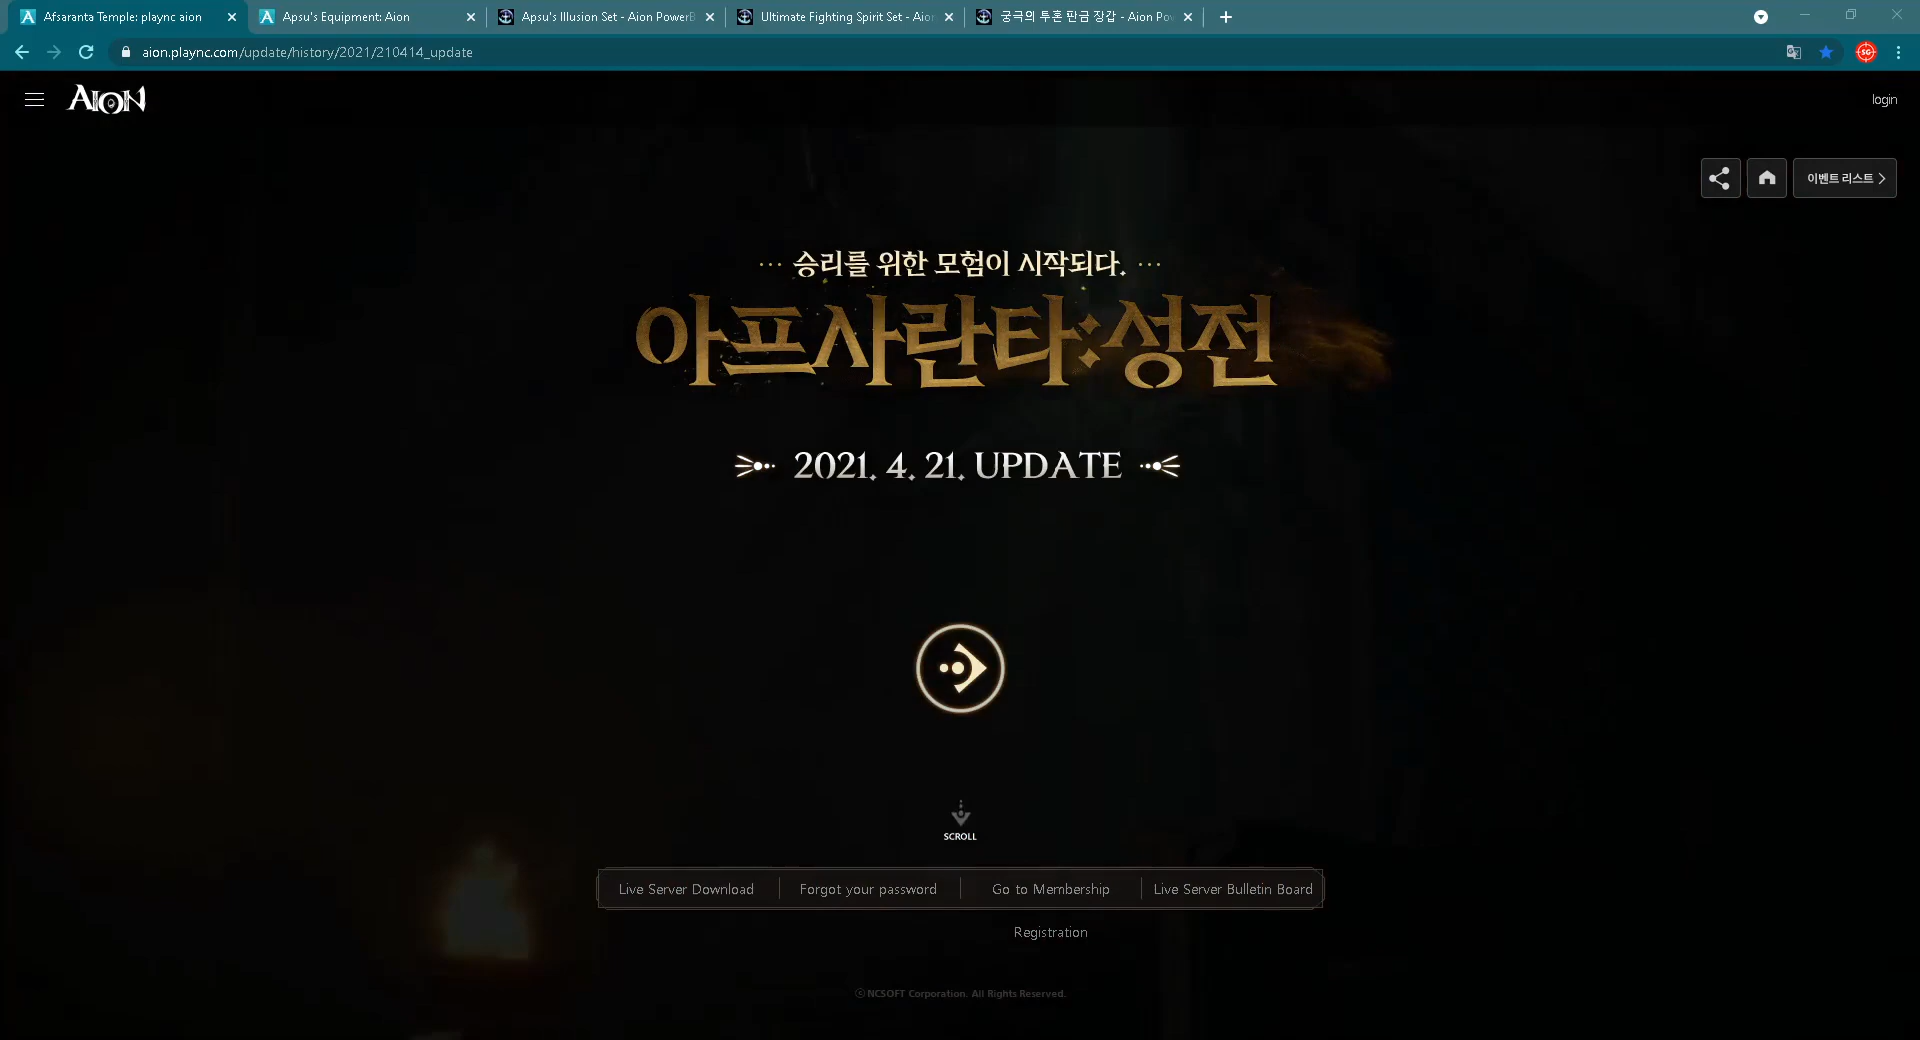 Afsaranta Temple: plaync aion
Apsu's Equipment: Aion
Apsu's Illusion Set - Aion PowerB
Ultimate Fighting Spirit Set - Aion
궁극의 투혼 판금 장갑 - Aion Pow
aion.plaync.com/update/history/2021/210414_update
AION
login
이벤트 리스트
승리를 위한 모험이 시작되다.
아프사란타:성전
2021. 4. 21. UPDATE
SCROLL
Live Server Download
Forgot your password
Go to Membership
Live Server Bulletin Board
Registration
ⓒ NCSOFT Corporation. All Rights Reserved.